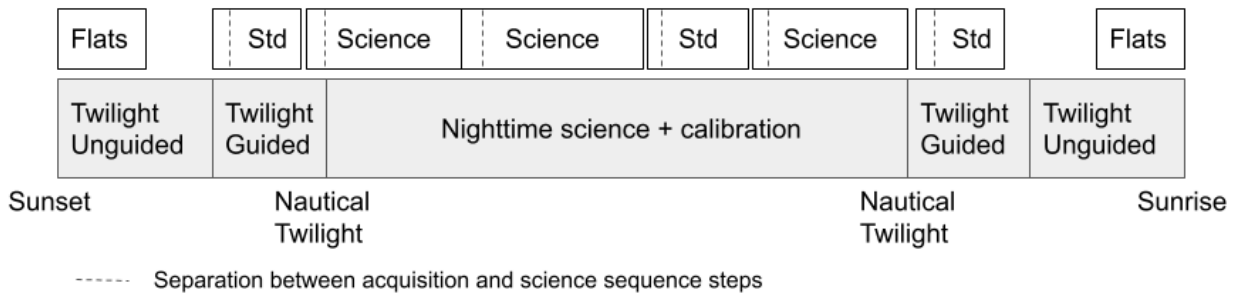 Flats Std Science Science Std Science Std Flats
Twilight Twilight Nighttime science + calibration Twilight Twilight
Unguided Guided Guided Unguided
Sunset Nautical Nautical Sunrise
Twilight Twilight
Separation between acquisition and science sequence steps